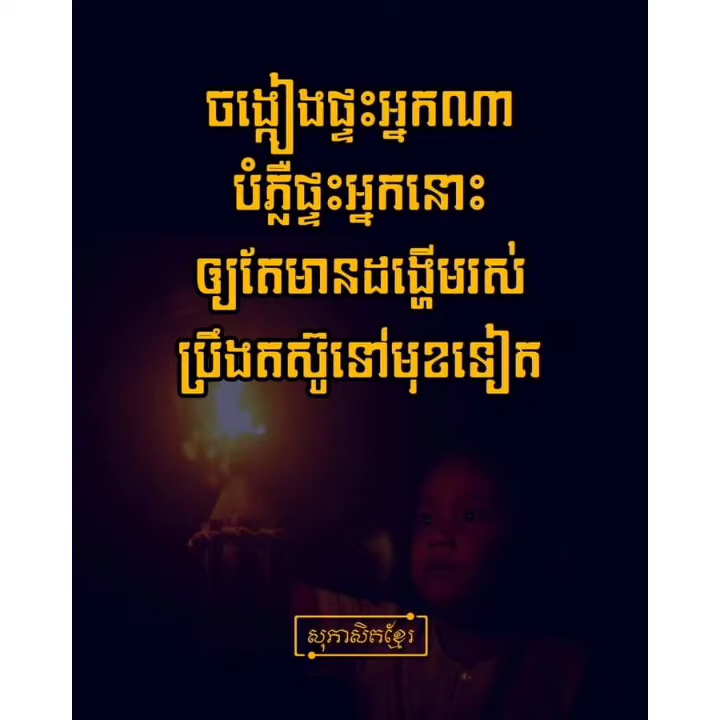 ចង្កៀងផ្ទះអ្នកណា
បំភ្លឺផ្ទះអ្នកនោះ
ឲ្យតែមានដង្ហើមរស់
ប្រឹងតស៊ូទៅមុខទៀត
សុភាសិតខ្មែរ